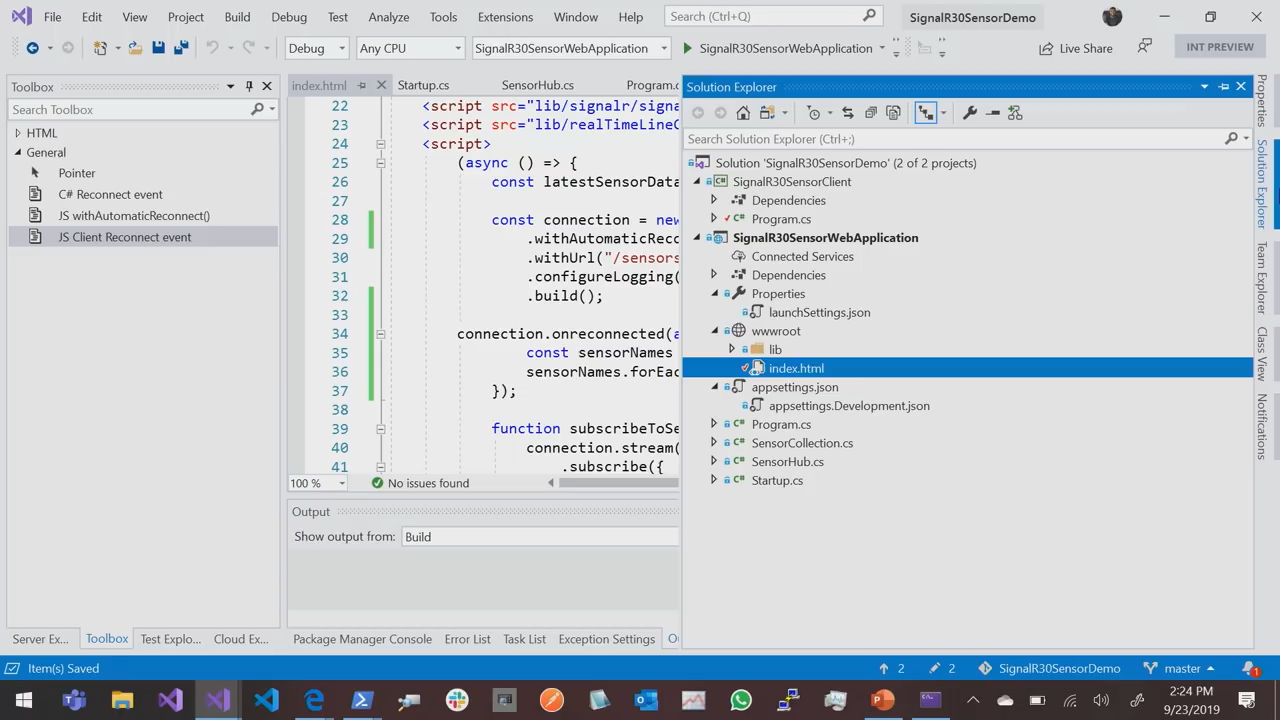 File Edit View Project Build Debug Test Analyze Tools Extensions Window Help Search (Ctrl+Q) SignalR30SensorDemo
Debug Any CPU SignalR30SensorWebApplication SignalR30SensorWebApplication Live Share INT PREVIEW
Toolbox
Search Toolbox
HTML
General
Pointer
C# Reconnect event
JS withAutomaticReconnect()
JS Client Reconnect event
index.html Startup.cs SensorHub.cs Program.c
22 <script src="lib/signalr/signa
23 <script src="lib/realTimeLineC
24 <script>
25 (async () => {
26 const latestSensorData
27
28 const connection = new
29 .withAutomaticReco
30 .withUrl("/sensors
31 .configureLogging(
32 .build();
33
34 connection.onreconnected(a
35 const sensorNames
36 sensorNames.forEac
37 });
38
39 function subscribeToSe
40 connection.stream(
41 .subscribe({
100 % No issues found
Output
Show output from: Build
Solution Explorer
Search Solution Explorer (Ctrl+;)
Solution 'SignalR30SensorDemo' (2 of 2 projects)
SignalR30SensorClient
Dependencies
Program.cs
SignalR30SensorWebApplication
Connected Services
Dependencies
Properties
launchSettings.json
wwwroot
lib
index.html
appsettings.json
appsettings.Development.json
Program.cs
SensorCollection.cs
SensorHub.cs
Startup.cs
Properties
Solution Explorer
Team Explorer
Class View
Notifications
Server Ex... Toolbox Test Explo... Cloud Ex... Package Manager Console Error List Task List Exception Settings
Item(s) Saved 2 2 SignalR30SensorDemo master 1
2:24 PM
9/23/2019